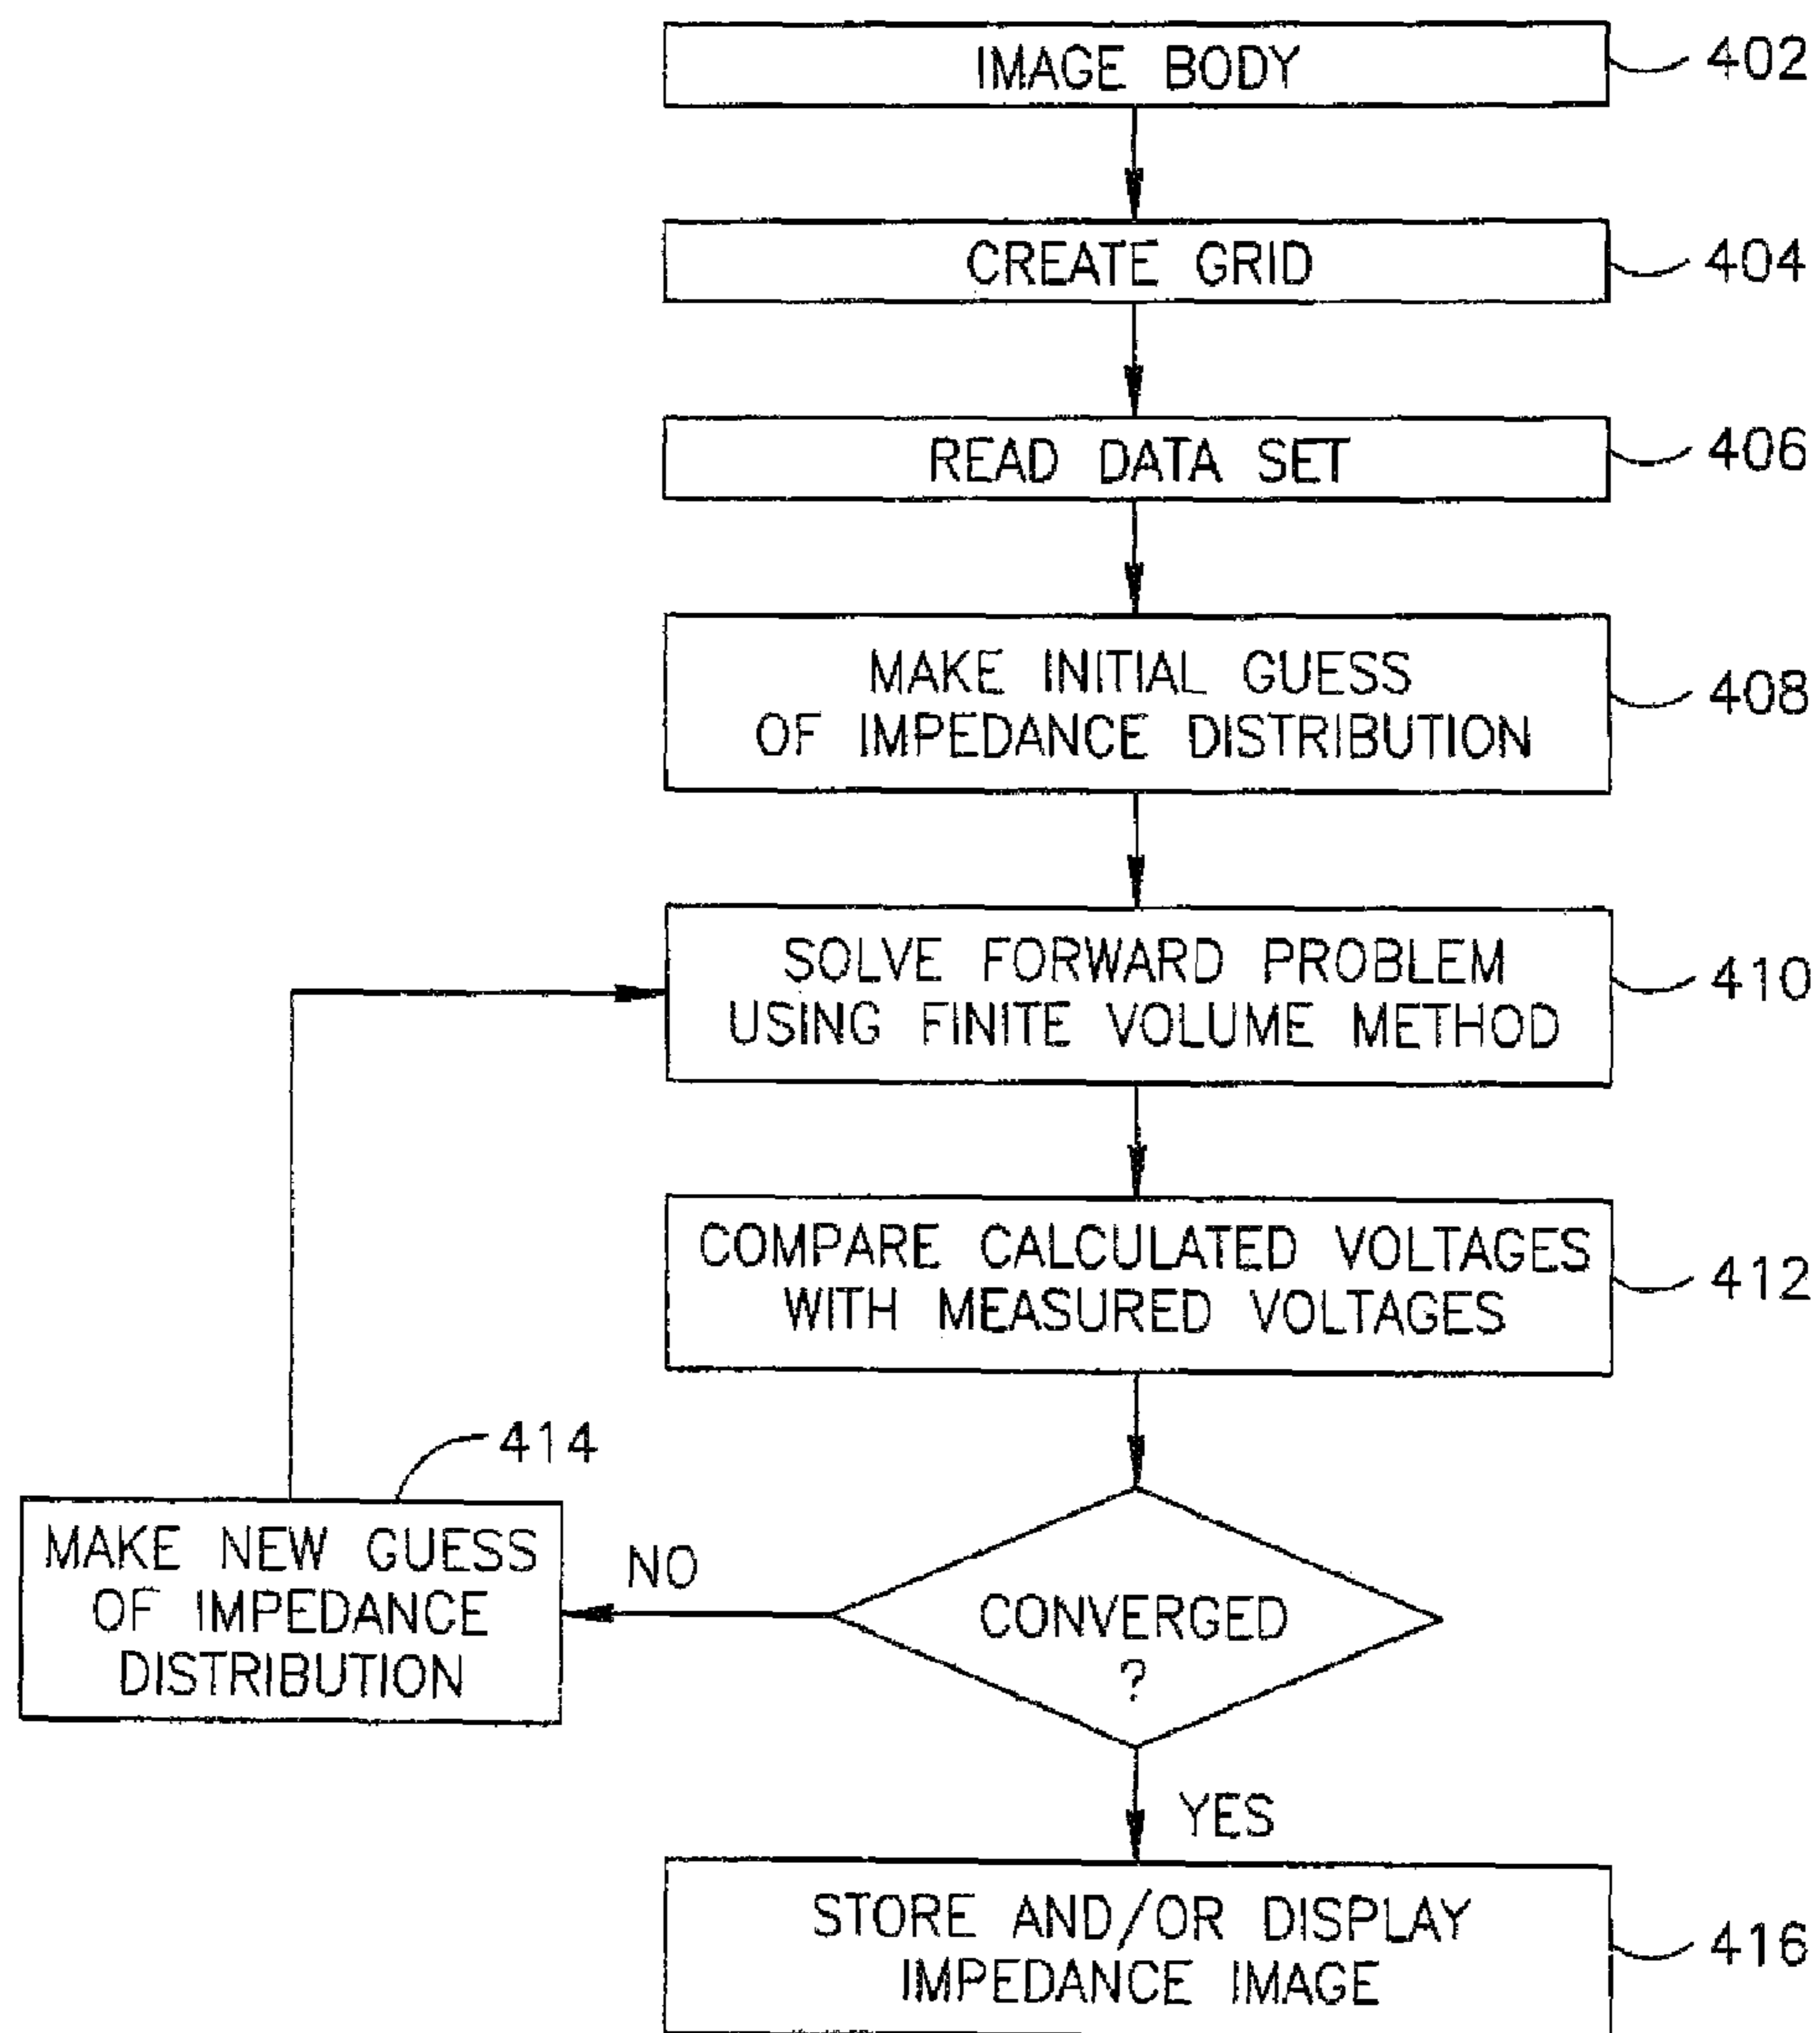 IMAGE BODY
402
CREATE GRID
404
READ DATA SET
406
MAKE INITIAL GUESS
OF IMPEDANCE DISTRIBUTION
408
SOLVE FORWARD PROBLEM
USING FINITE VOLUME METHOD
410
COMPARE CALCULATED VOLTAGES
WITH MEASURED VOLTAGES
412
414
MAKE NEW GUESS
OF IMPEDANCE
DISTRIBUTION
NO
CONVERGED
?
YES
STORE AND/OR DISPLAY
IMPEDANCE IMAGE
416